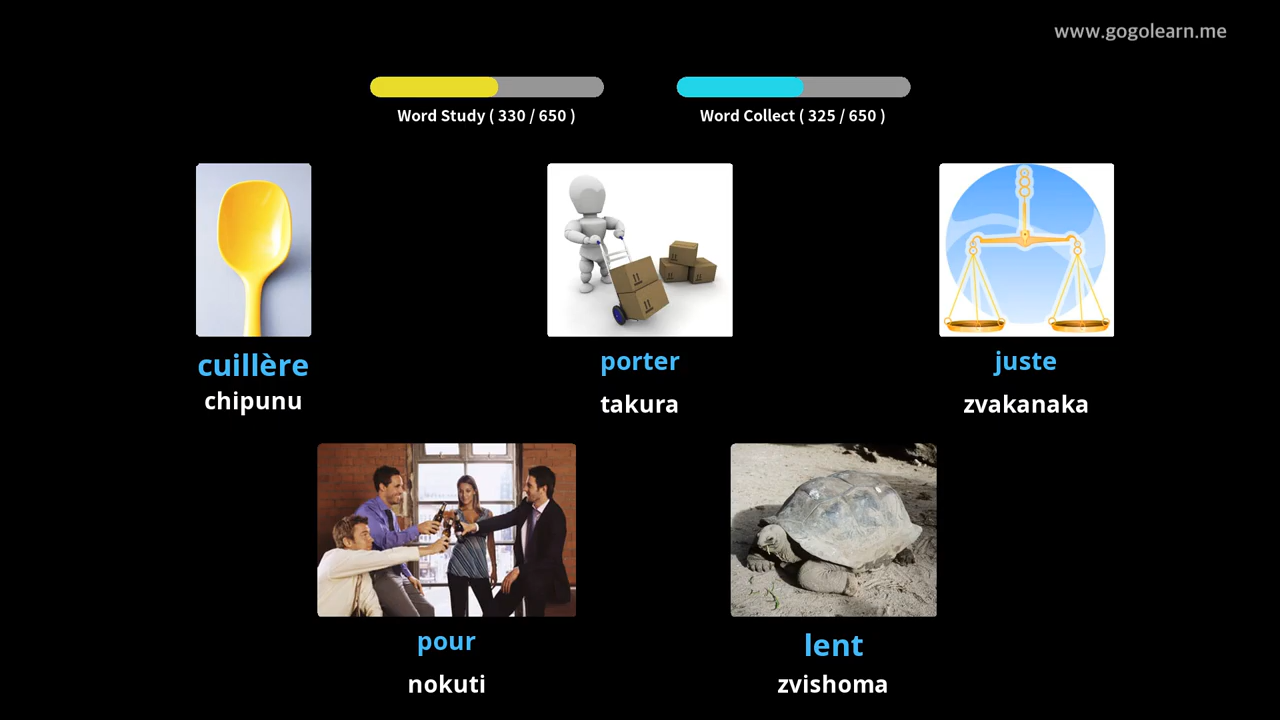 www.gogolearn.me
Word Study ( 330 / 650 )
Word Collect ( 325 / 650 )
cuillère
chipunu
porter
takura
juste
zvakanaka
pour
nokuti
lent
zvishoma